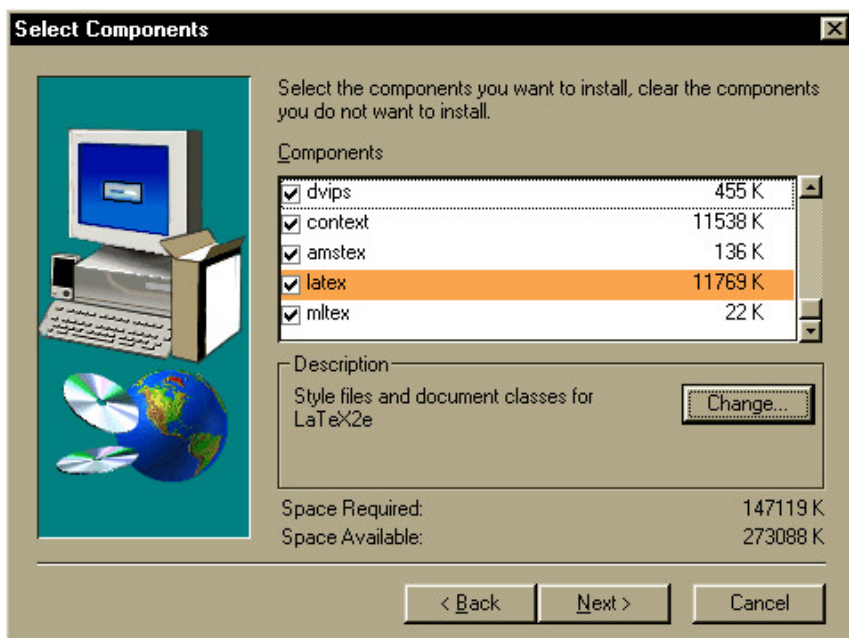 Select Components
Select the components you want to install, clear the components
you do not want to install.
Components
dvips 455 K
context 11538 K
amstex 136 K
latex 11769 K
mltex 22 K
Description
Style files and document classes for
LaTeX2e
Change...
Space Required: 147119 K
Space Available: 273088 K
< Back Next > Cancel